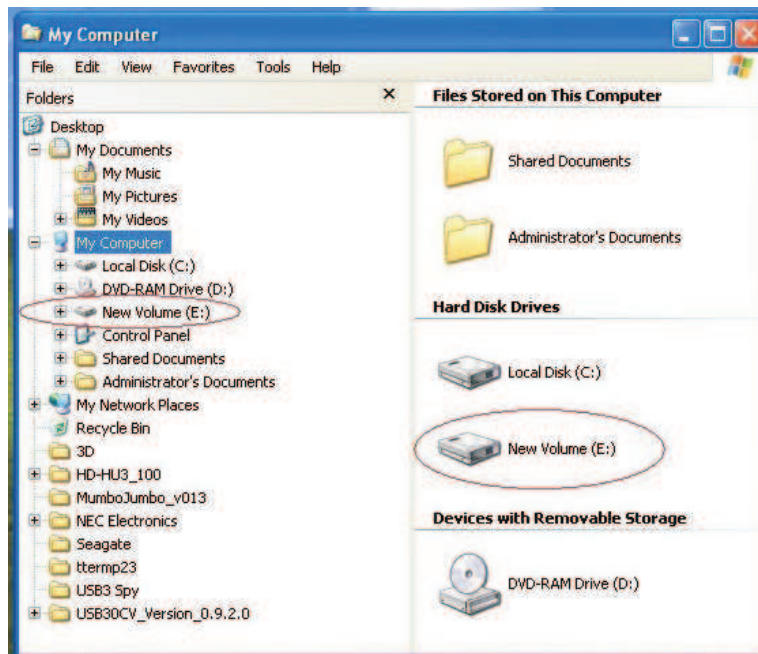 My Computer
File Edit View Favorites Tools Help
Folders
Desktop
My Documents
My Music
My Pictures
My Videos
My Computer
Local Disk (C:)
DVD-RAM Drive (D:)
New Volume (E:)
Control Panel
Shared Documents
Administrator's Documents
My Network Places
Recycle Bin
3D
HD-HU3_100
MumboJumbo_v013
NEC Electronics
Seagate
ttermp23
USB3 Spy
USB30CV_Version_0.9.2.0
Files Stored on This Computer
Shared Documents
Administrator's Documents
Hard Disk Drives
Local Disk (C:)
New Volume (E:)
Devices with Removable Storage
DVD-RAM Drive (D:)